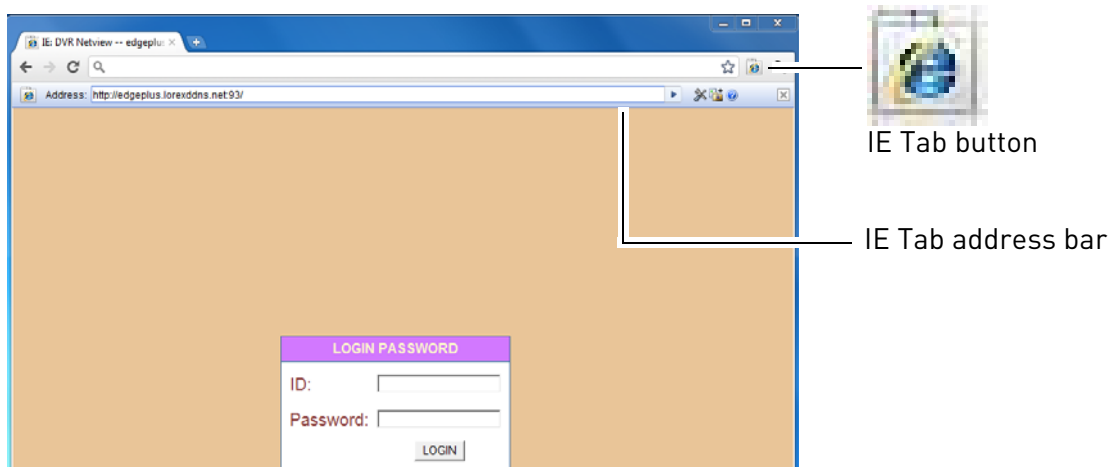 IE: DVR Netview -- edgeplu
Address: http://edgeplus.lorexddns.net:93/
IE Tab button
IE Tab address bar
LOGIN PASSWORD
ID:
Password:
LOGIN